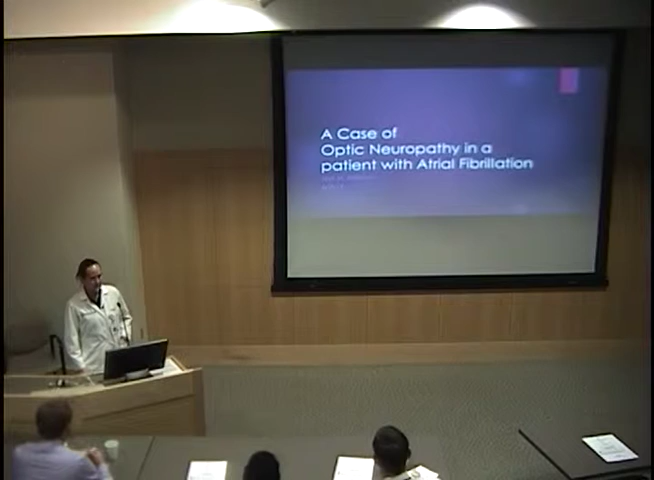 A Case of
Optic Neuropathy in a
patient with Atrial Fibrillation